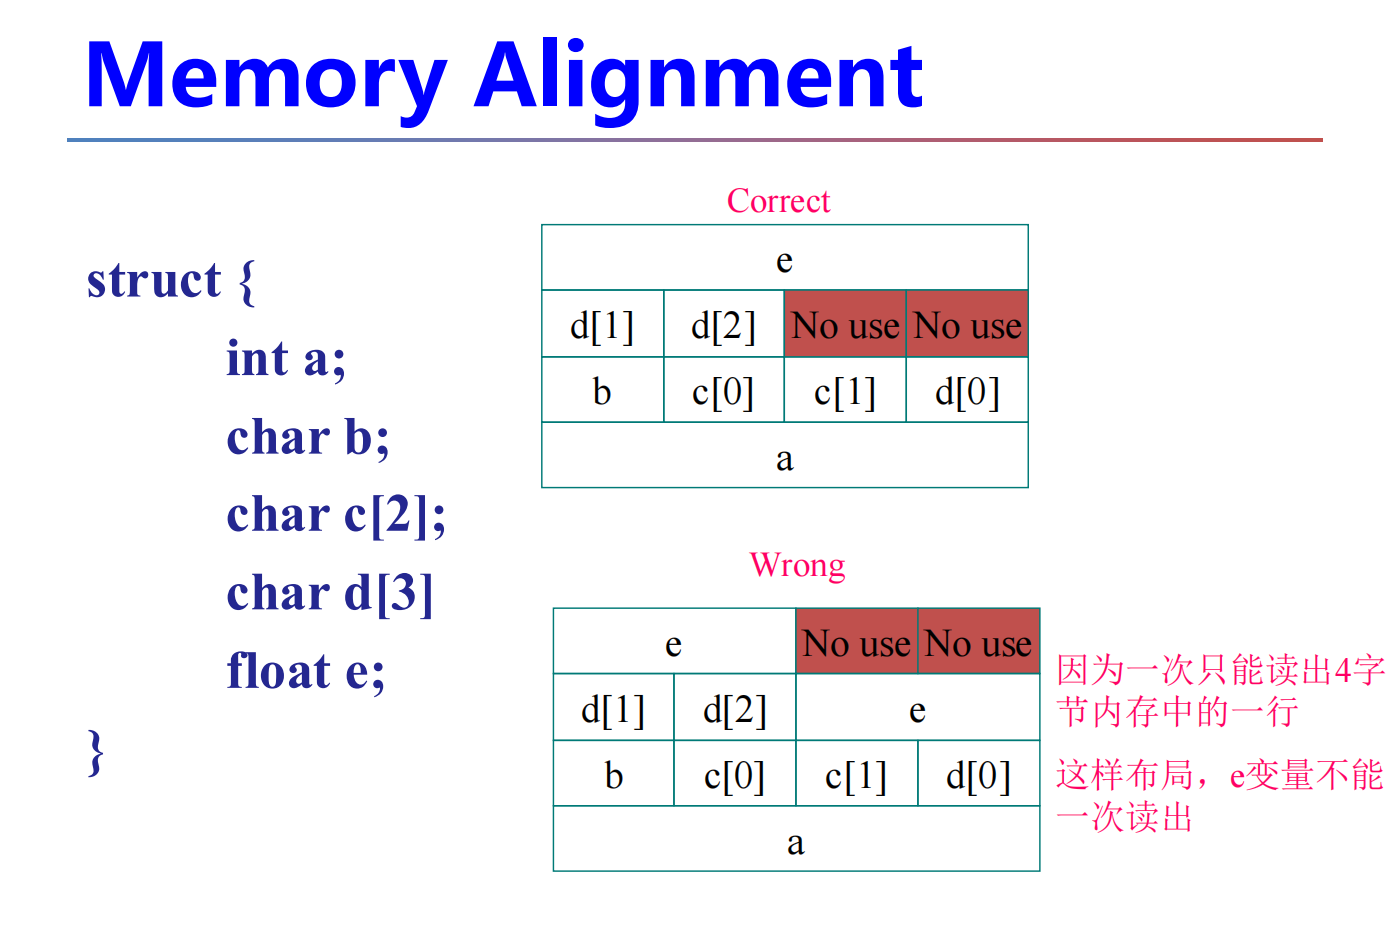 Memory Alignment
struct {
int a;
char b;
char c[2];
char d[3]
float e;
}
Correct
e
d[1] d[2] No use No use
b c[0] c[1] d[0]
a
Wrong
e No use No use
d[1] d[2] e
b c[0] c[1] d[0]
a
因为一次只能读出4字
节内存中的一行
这样布局，e变量不能
一次读出